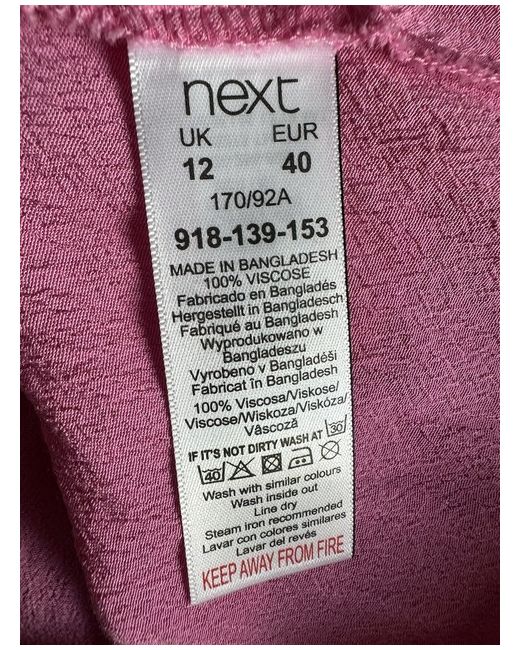 next
UK EUR
12 40
170/92A
918-139-153
MADE IN BANGLADESH
100% VISCOSE
Fabricado en Bangladés
Hergestellt in Bangladesch
Fabriqué au Bangladesh
Wyprodukowano w
Bangladeszu
Vyrobeno v Bangladéši
Fabricat în Bangladesh
100% Viscosa/Viskose/
Viscose/Wiskoza/Viskóza/
Vâscoză
IF IT'S NOT DIRTY WASH AT 30
40
Wash with similar colours
Wash inside out
Line dry
Steam iron recommended
Lavar con colores similares
Lavar del revés
KEEP AWAY FROM FIRE